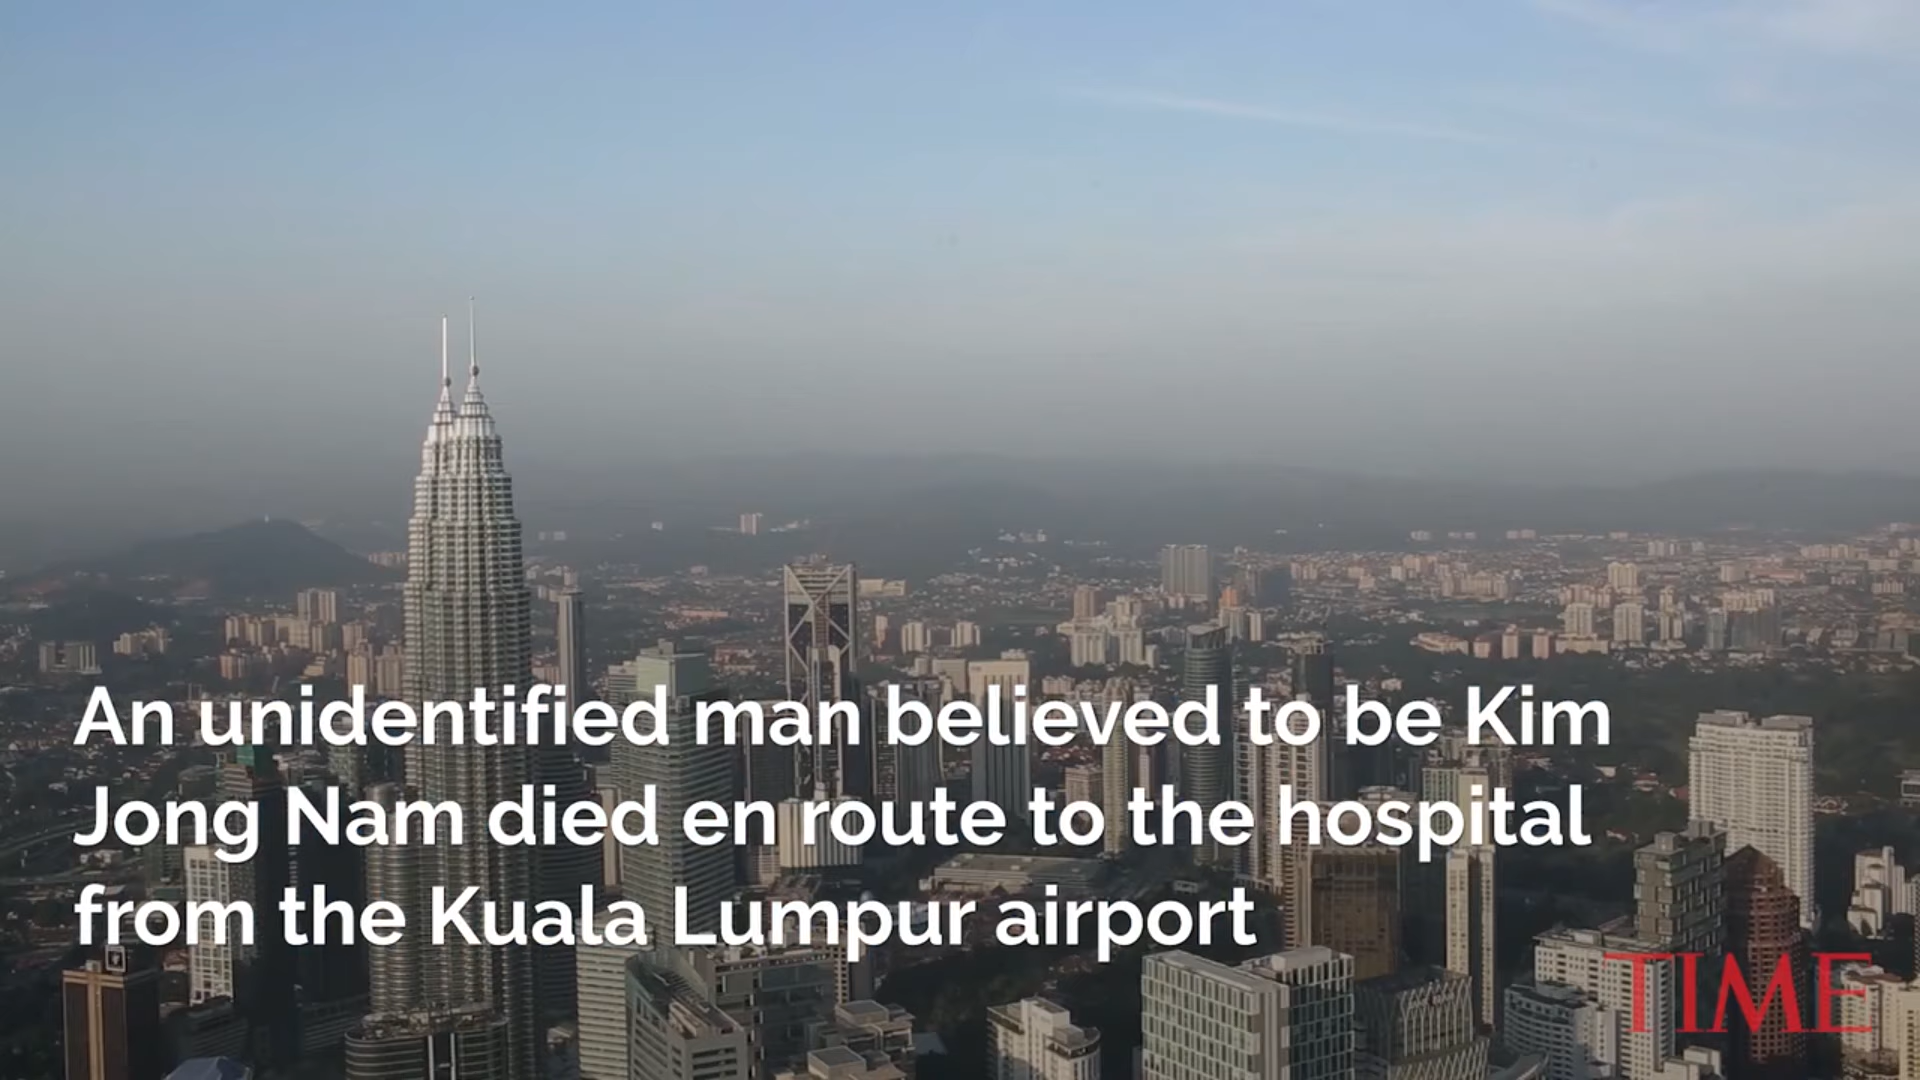 An unidentified man believed to be Kim
Jong Nam died en route to the hospital
from the Kuala Lumpur airport
TIME